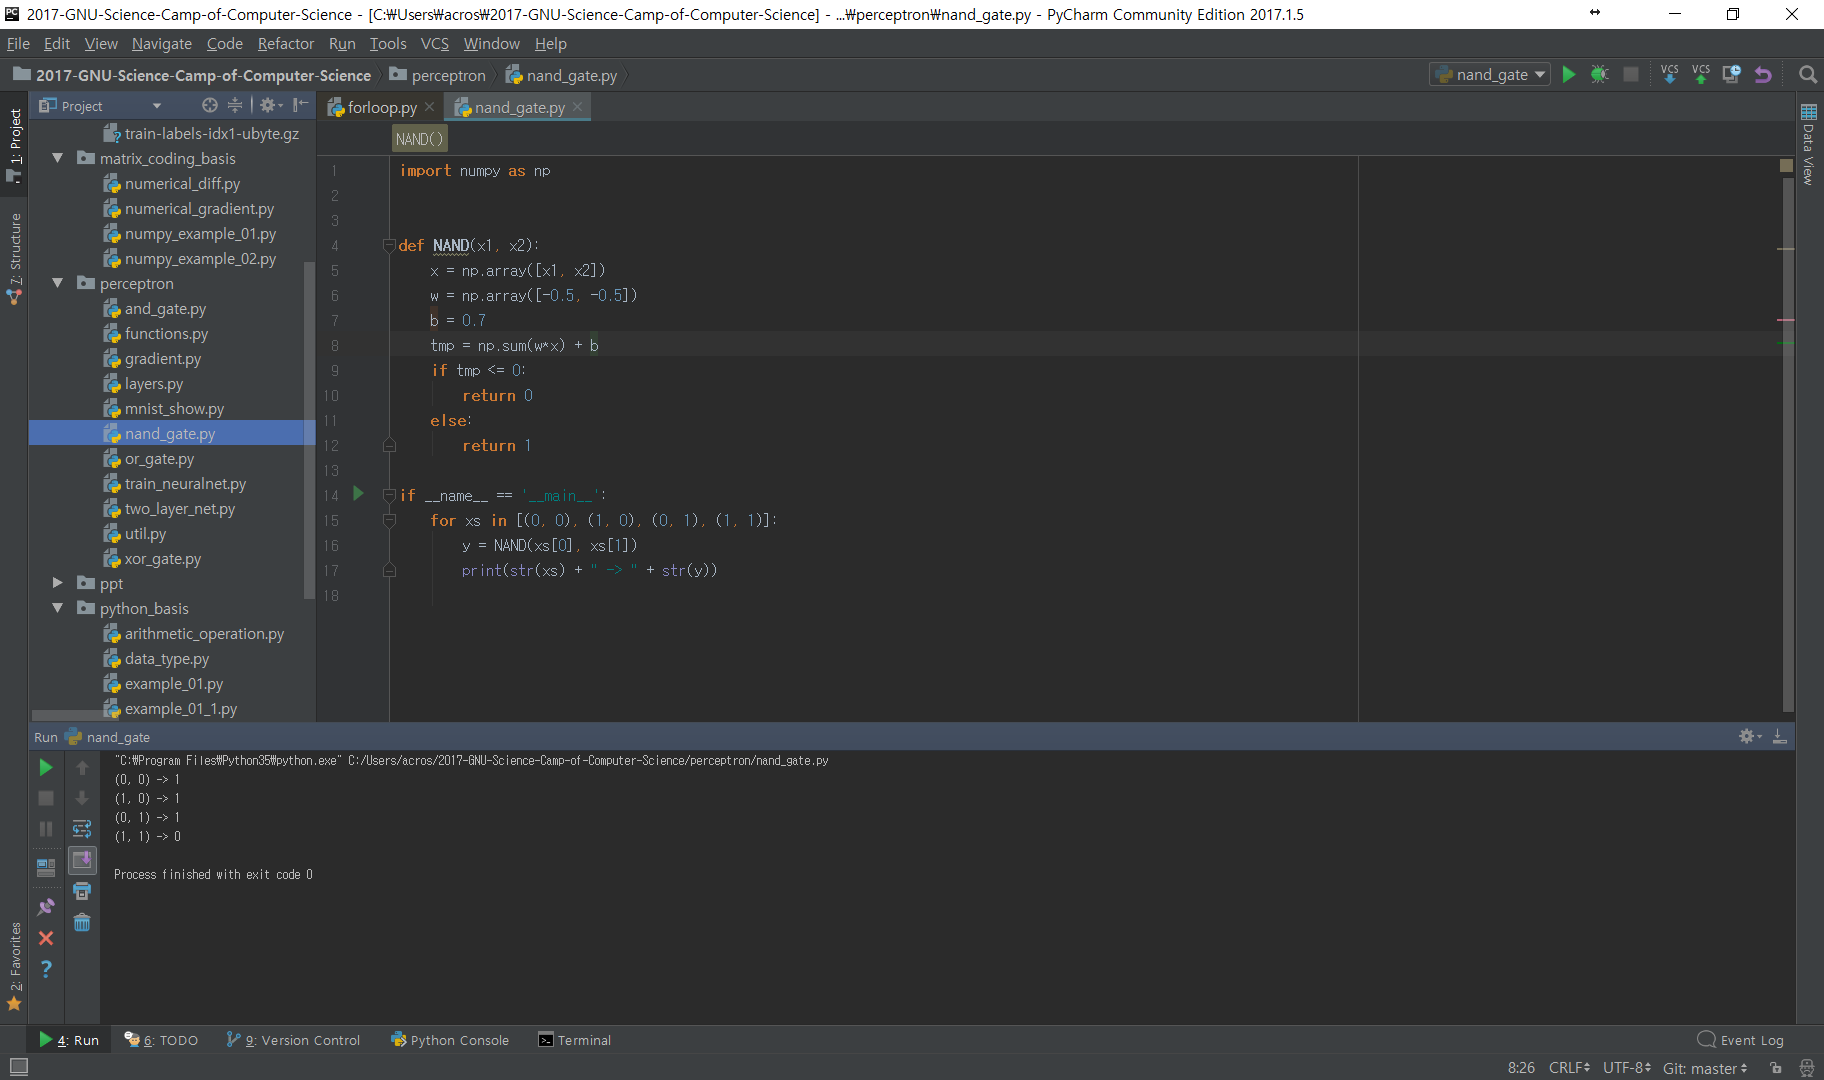 2017-GNU-Science-Camp-of-Computer-Science - [C:₩Users₩acros₩2017-GNU-Science-Camp-of-Computer-Science] - ...₩perceptron₩nand_gate.py - PyCharm Community Edition 2017.1.5
File Edit View Navigate Code Refactor Run Tools VCS Window Help
2017-GNU-Science-Camp-of-Computer-Science perceptron nand_gate.py
nand_gate
VCS VCS
1: Project
7: Structure
2: Favorites
Data View
Project
train-labels-idx1-ubyte.gz
matrix_coding_basis
numerical_diff.py
numerical_gradient.py
numpy_example_01.py
numpy_example_02.py
perceptron
and_gate.py
functions.py
gradient.py
layers.py
mnist_show.py
nand_gate.py
or_gate.py
train_neuralnet.py
two_layer_net.py
util.py
xor_gate.py
ppt
python_basis
arithmetic_operation.py
data_type.py
example_01.py
example_01_1.py
forloop.py nand_gate.py
NAND()
1 import numpy as np
2
3
4 def NAND(x1, x2):
5 x = np.array([x1, x2])
6 w = np.array([-0.5, -0.5])
7 b = 0.7
8 tmp = np.sum(w*x) + b
9 if tmp <= 0:
10 return 0
11 else:
12 return 1
13
14 if __name__ == '__main__':
15 for xs in [(0, 0), (1, 0), (0, 1), (1, 1)]:
16 y = NAND(xs[0], xs[1])
17 print(str(xs) + " -> " + str(y))
18
Run nand_gate
"C:₩Program Files₩Python35₩python.exe" C:/Users/acros/2017-GNU-Science-Camp-of-Computer-Science/perceptron/nand_gate.py
(0, 0) -> 1
(1, 0) -> 1
(0, 1) -> 1
(1, 1) -> 0
Process finished with exit code 0
4: Run 6: TODO 9: Version Control Python Console Terminal Event Log
8:26 CRLF UTF-8 Git: master